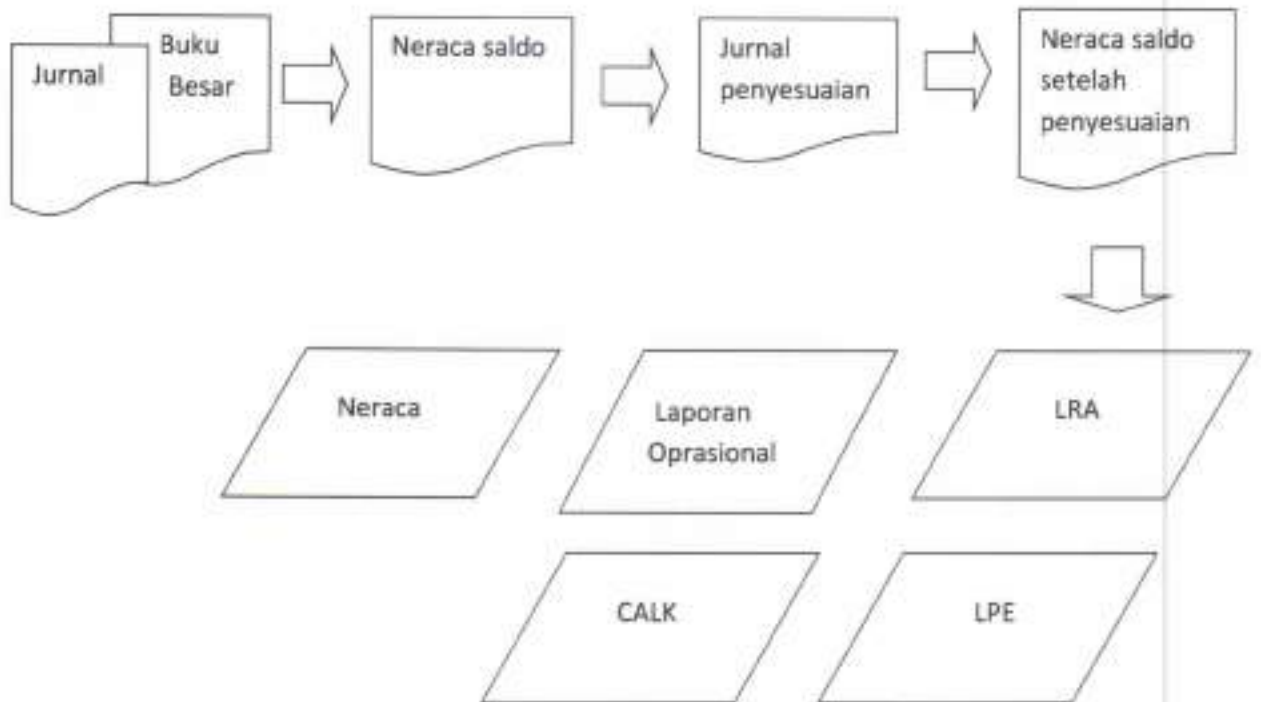 Jurnal
Buku
Besar
Neraca saldo
Jurnal
penyesuaian
Neraca saldo
setelah
penyesuaian
Neraca
Laporan
Oprasional
LRA
CALK
LPE